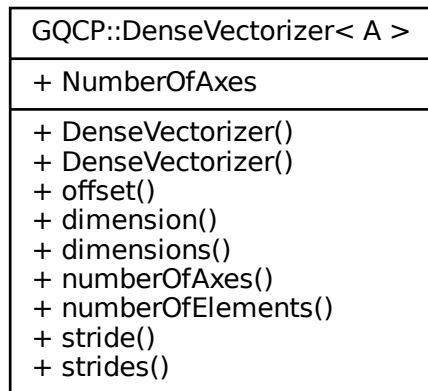 GQCP::DenseVectorizer< A >
+ NumberOfAxes
+ DenseVectorizer()
+ DenseVectorizer()
+ offset()
+ dimension()
+ dimensions()
+ numberOfAxes()
+ numberOfElements()
+ stride()
+ strides()